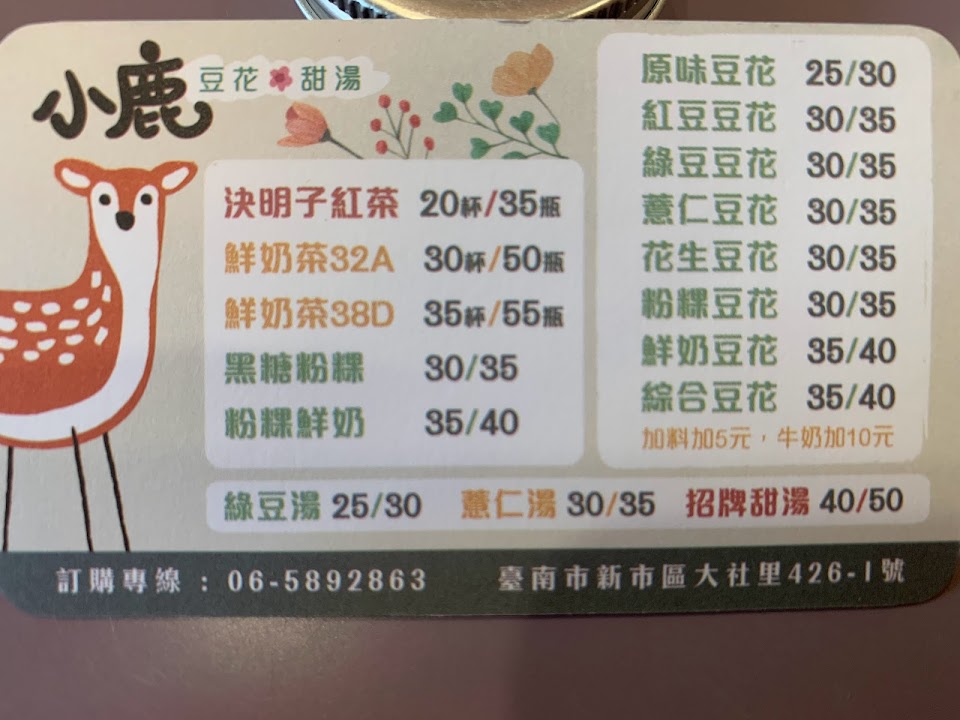 小鹿 豆花 甜湯
決明子紅茶 20杯/35瓶
鮮奶茶32A 30杯/50瓶
鮮奶茶38D 35杯/55瓶
黑糖粉粿 30/35
粉粿鮮奶 35/40
原味豆花 25/30
紅豆豆花 30/35
綠豆豆花 30/35
薏仁豆花 30/35
花生豆花 30/35
粉粿豆花 30/35
鮮奶豆花 35/40
綜合豆花 35/40
加料加5元，牛奶加10元
綠豆湯 25/30 薏仁湯 30/35 招牌甜湯 40/50
訂購專線：06-5892863 臺南市新市區大社里426-1號